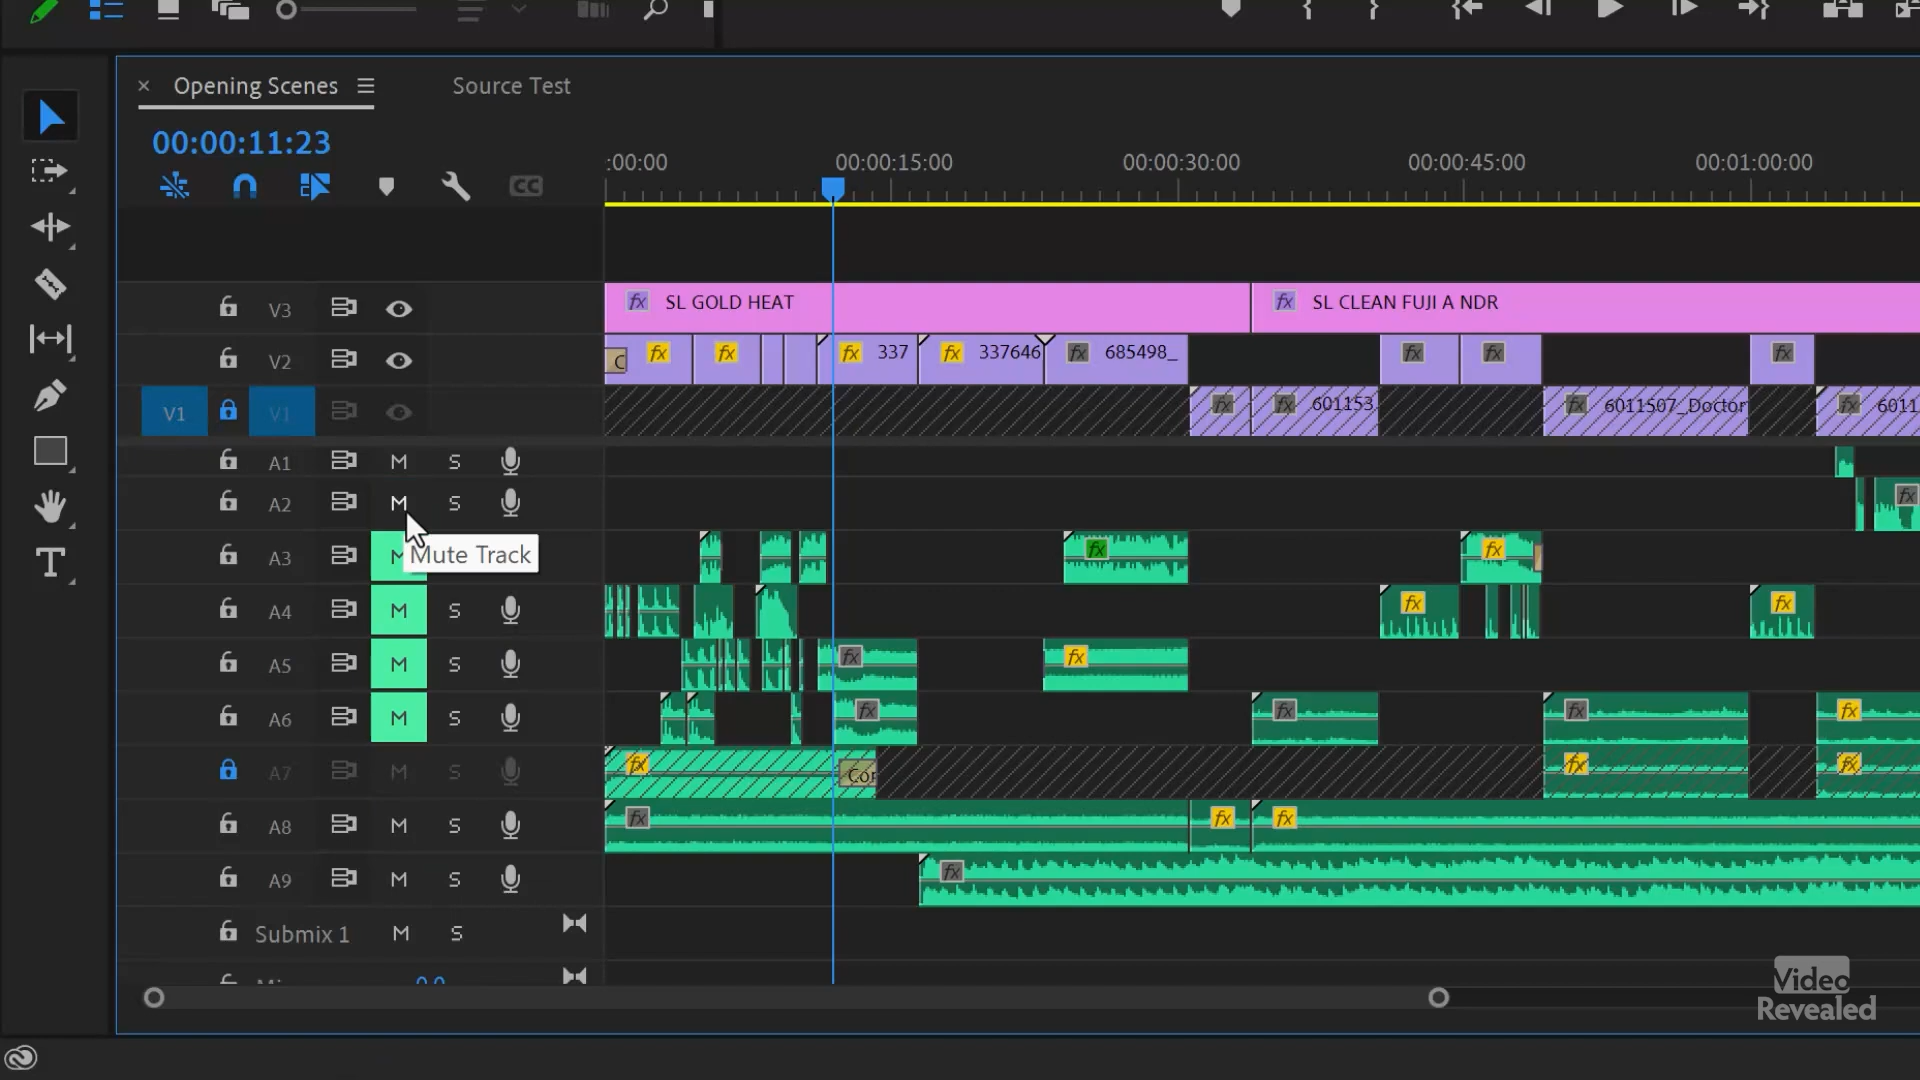 × Opening Scenes Source Test
00:00:11:23
:00:00 00:00:15:00 00:00:30:00 00:00:45:00 00:01:00:00
CC
V3 fx SL GOLD HEAT fx SL CLEAN FUJI A NDR
V2 C fx fx fx 337 fx 337646 fx 685498_ fx fx fx
V1 V1 fx fx 601153 fx 6011507_Doctor fx 6011
A1 M S
A2 M S fx
A3 M Mute Track fx fx
A4 M S fx fx
A5 M S fx fx
A6 M S fx fx fx fx
A7 M S fx Cor fx fx
A8 M S fx fx fx
A9 M S fx
Submix 1 M S
T
Video
Revealed